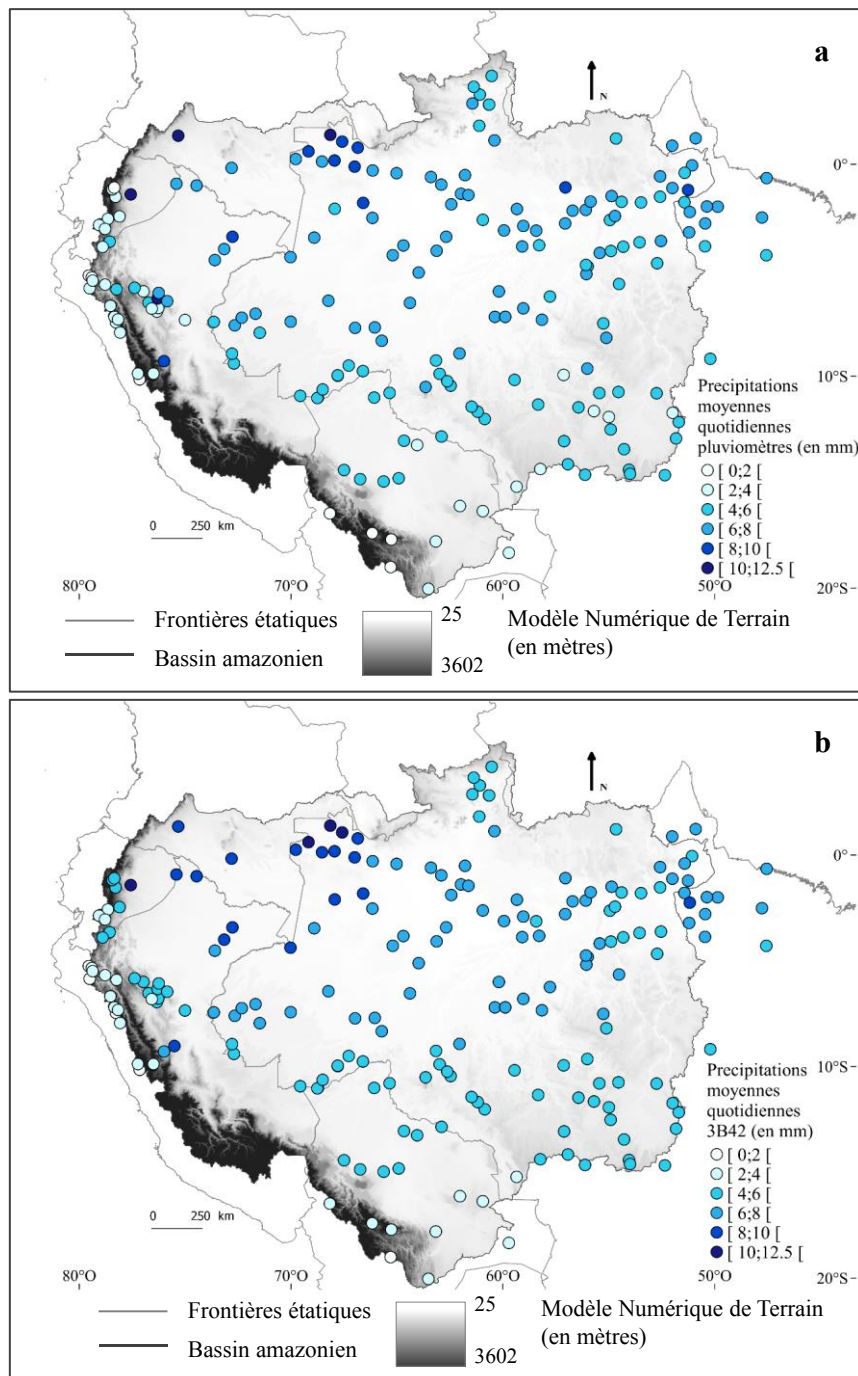 a
N
0°
10°S
Precipitations
moyennes
quotidiennes
pluviomètres (en mm)
[ 0;2 [
[ 2;4 [
[ 4;6 [
[ 6;8 [
[ 8;10 [
[ 10;12.5 [
0 250 km
80°O 70°O 60°O 50°O 20°S
Frontières étatiques
Bassin amazonien
25
3602
Modèle Numérique de Terrain
(en mètres)
b
N
0°
10°S
Precipitations
moyennes
quotidiennes
3B42 (en mm)
[ 0;2 [
[ 2;4 [
[ 4;6 [
[ 6;8 [
[ 8;10 [
[ 10;12.5 [
0 250 km
80°O 70°O 60°O 50°O 20°S
Frontières étatiques
Bassin amazonien
25
3602
Modèle Numérique de Terrain
(en mètres)